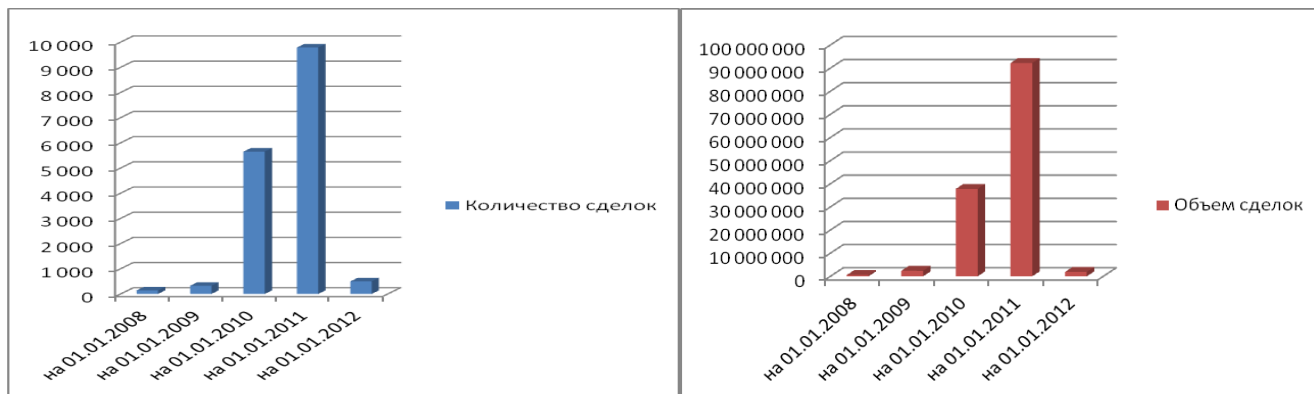 10 000
9 000
8 000
7 000
6 000
5 000
4 000
3 000
2 000
1 000
0
на 01.01.2008
на 01.01.2009
на 01.01.2010
на 01.01.2011
на 01.01.2012
Количество сделок
100 000 000
90 000 000
80 000 000
70 000 000
60 000 000
50 000 000
40 000 000
30 000 000
20 000 000
10 000 000
0
на 01.01.2008
на 01.01.2009
на 01.01.2010
на 01.01.2011
на 01.01.2012
Объем сделок